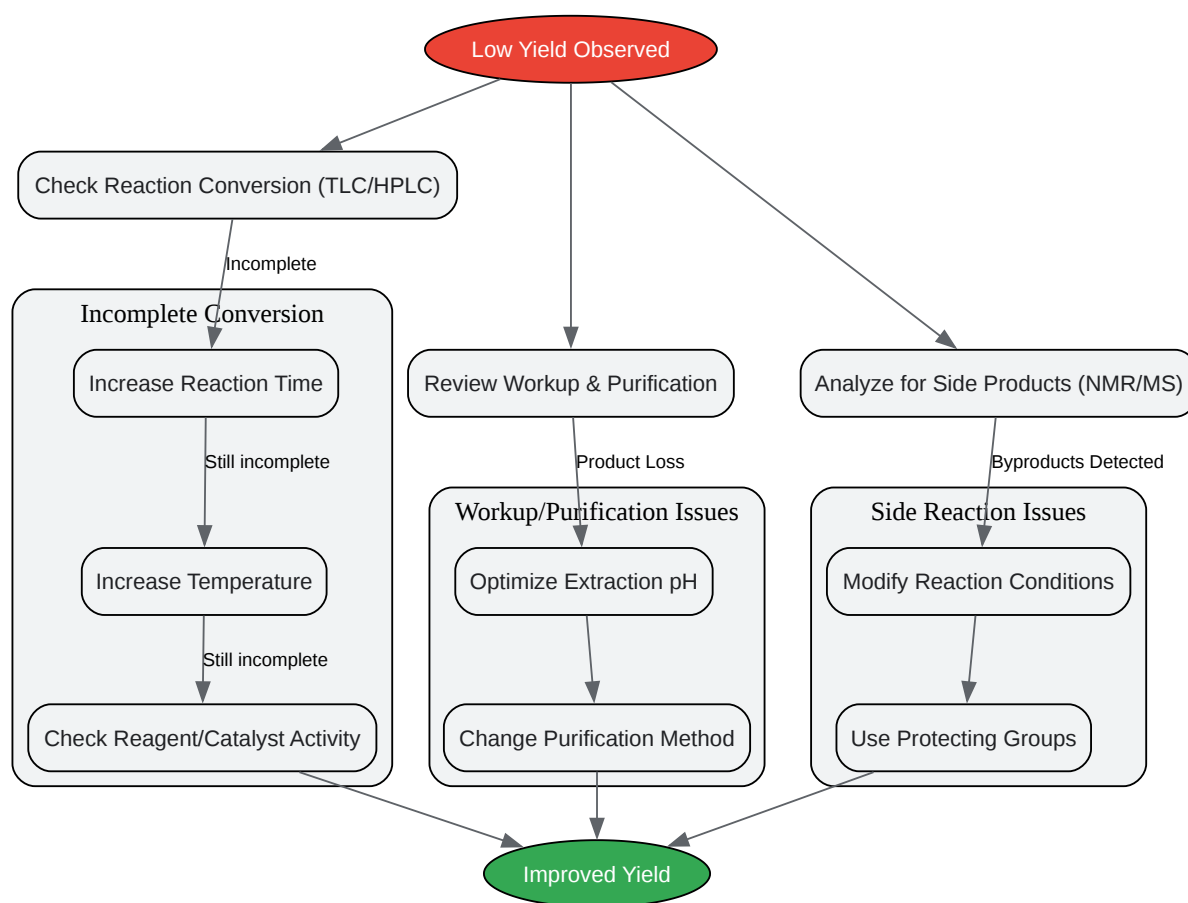 Low Yield Observed
Check Reaction Conversion (TLC/HPLC)
Incomplete
Incomplete Conversion
Increase Reaction Time
Still incomplete
Increase Temperature
Still incomplete
Check Reagent/Catalyst Activity
Review Workup & Purification
Product Loss
Workup/Purification Issues
Optimize Extraction pH
Change Purification Method
Analyze for Side Products (NMR/MS)
Byproducts Detected
Side Reaction Issues
Modify Reaction Conditions
Use Protecting Groups
Improved Yield